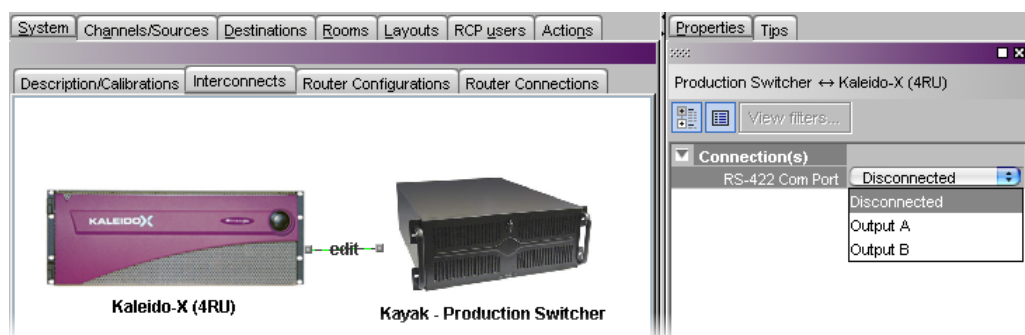 System Channels/Sources Destinations Rooms Layouts RCP users Actions
Description/Calibrations Interconnects Router Configurations Router Connections
KALEIDOX
edit
Kaleido-X (4RU)
Kayak - Production Switcher
Properties Tips
Production Switcher ↔ Kaleido-X (4RU)
View filters...
Connection(s)
RS-422 Com Port Disconnected
Disconnected
Output A
Output B